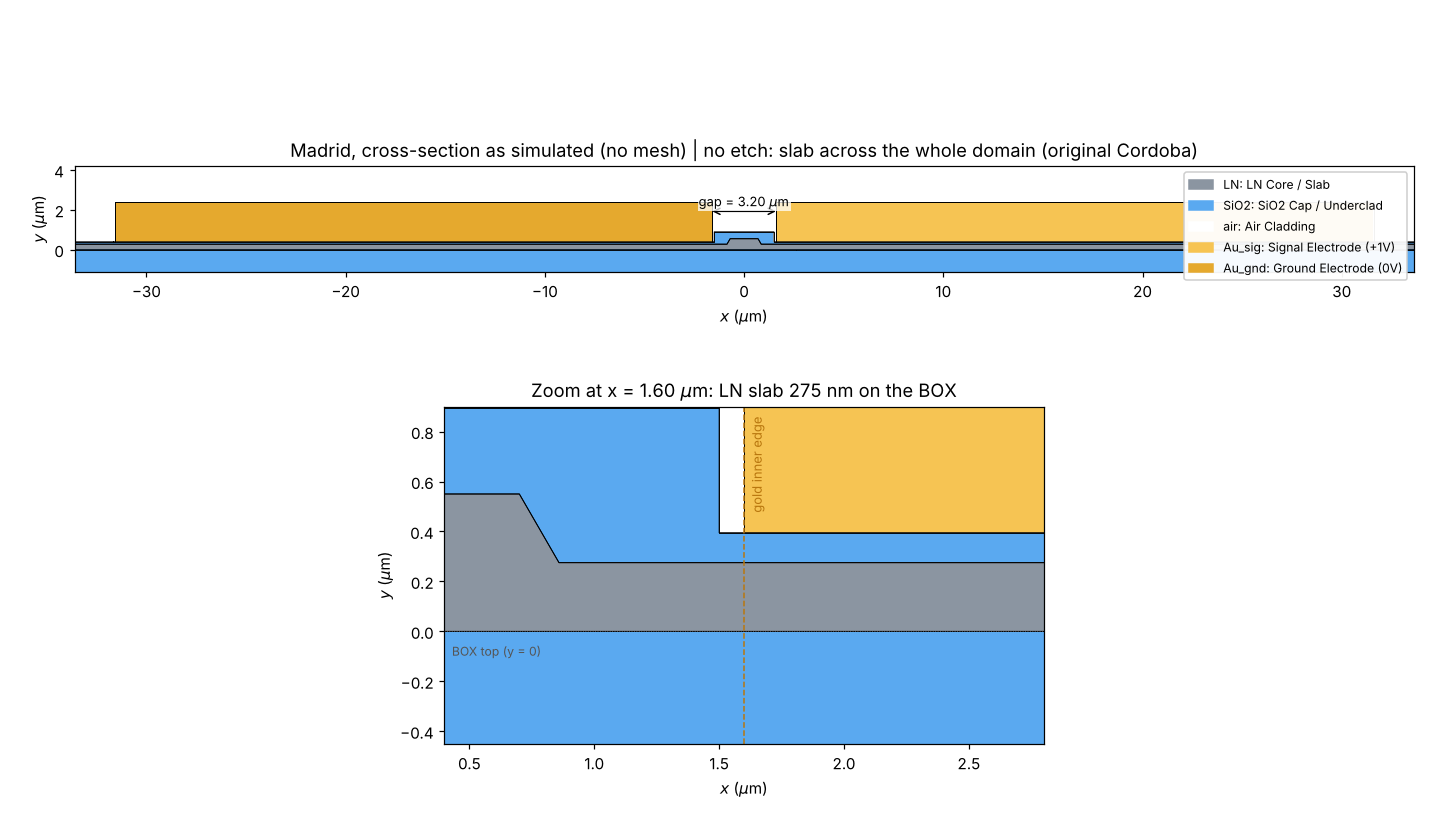 Madrid, cross-section as simulated (no mesh) | no etch: slab across the whole domain (original Cordoba)
4
2
0
y (μm)
gap = 3.20 μm
LN: LN Core / Slab
SiO2: SiO2 Cap / Underclad
air: Air Cladding
Au_sig: Signal Electrode (+1V)
Au_gnd: Ground Electrode (0V)
−30 −20 −10 0 10 20 30
x (μm)
Zoom at x = 1.60 μm: LN slab 275 nm on the BOX
0.8
0.6
0.4
0.2
0.0
−0.2
−0.4
y (μm)
gold inner edge
BOX top (y = 0)
0.5 1.0 1.5 2.0 2.5
x (μm)